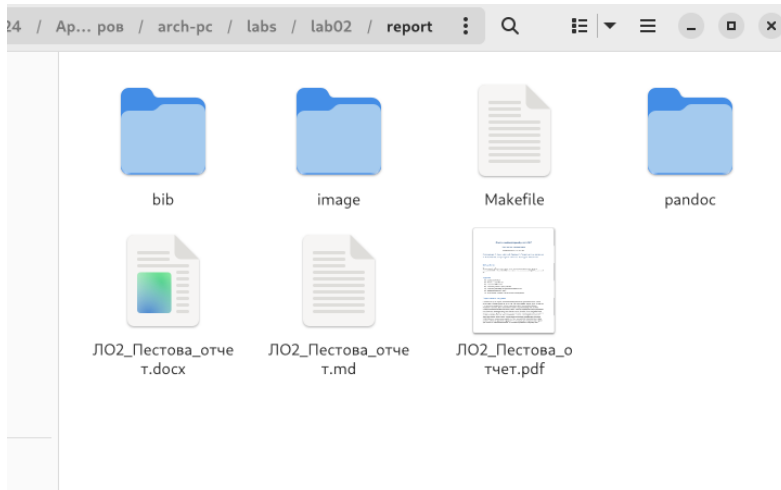 24 / Ар... ров / arch-pc / labs / lab02 / report
bib
image
Makefile
pandoc
ЛО2_Пестова_отче
т.docx
ЛО2_Пестова_отче
т.md
ЛО2_Пестова_о
тчет.pdf